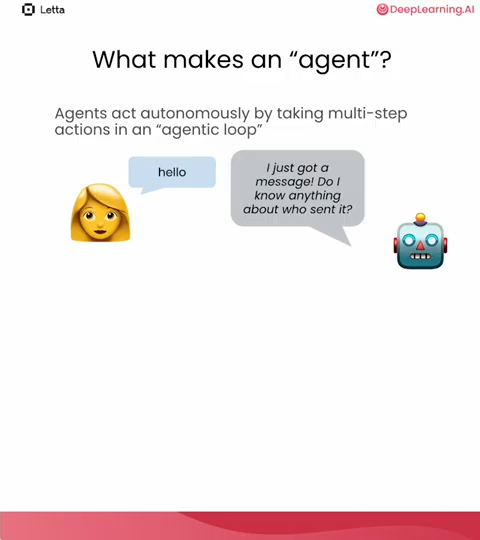 Letta
DeepLearning.AI
What makes an “agent”?
Agents act autonomously by taking multi-step
actions in an “agentic loop”
hello
I just got a
message! Do I
know anything
about who sent it?